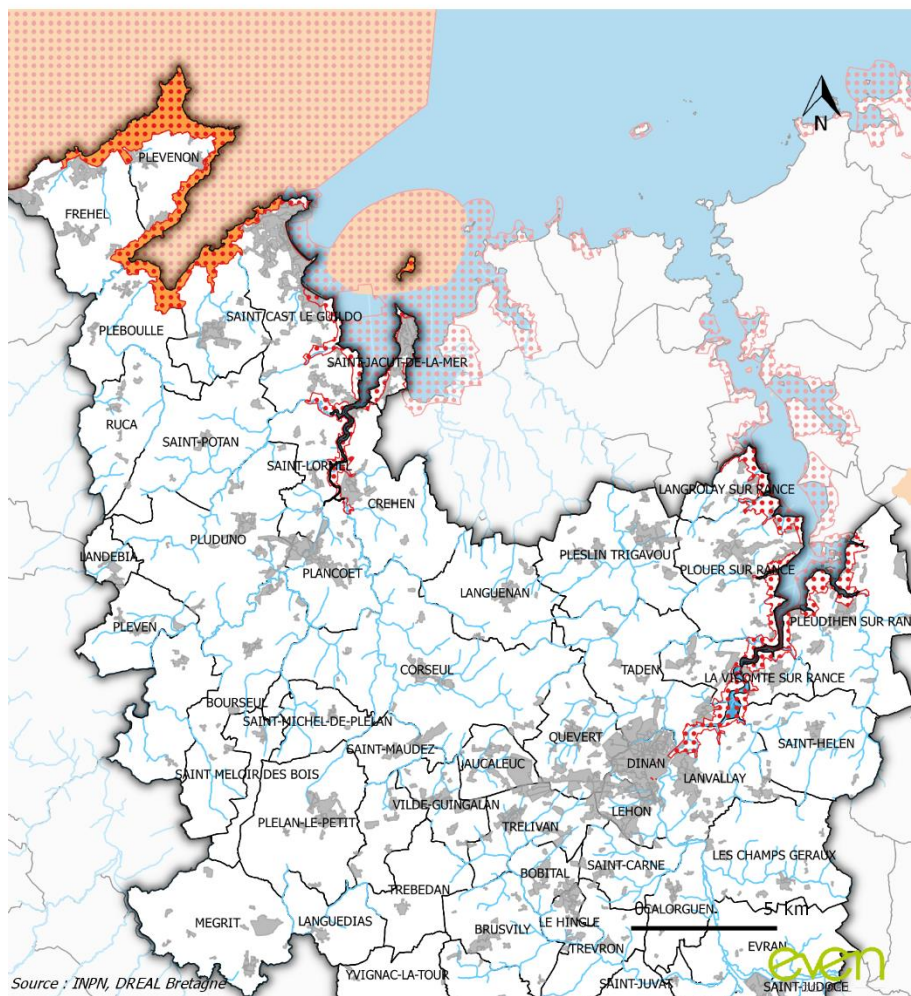 N
PLEVENON
FREHEL
SAINT CAST LE GUILDO
PLEBOULLE
SAINT-JACUT-DE-LA-MER
RUCA
SAINT-POTAN
SAINT-LORMEL
LANGROLAY SUR RANCE
CREHEN
PLUDUNO
PLESLIN TRIGAVOU
LANDEBIA
PLANCOET
PLOUER SUR RANCE
LANGUENAN
PLEVEN
PLEUDIHEN SUR RAN
CORSEUL
TADEN
LA VICOMTE SUR RANCE
BOURSEUL
SAINT-MICHEL-DE-PLELAN
QUEVERT
SAINT-HELEN
SAINT-MAUDEZ
JAUCALEUC
DINAN
SAINT MELOIR DES BOIS
LANVALLAY
VILDE-GUINGALAN
LEHON
PLELAN-LE-PETIT
TRELIVAN
LES CHAMPS GERAUX
SAINT-CARNE
BOBITAL
TREBEDAN
CALORGUEN
0 5 km
MEGRIT
LANGUEDIAS
LE HINGLE
BRUSVILY
TREVRON
EVRAN
even
YVIGNAC-LA-TOUR
SAINT-JUVAT
SAINT-JUDOCE
Source : INPN, DREAL Bretagne